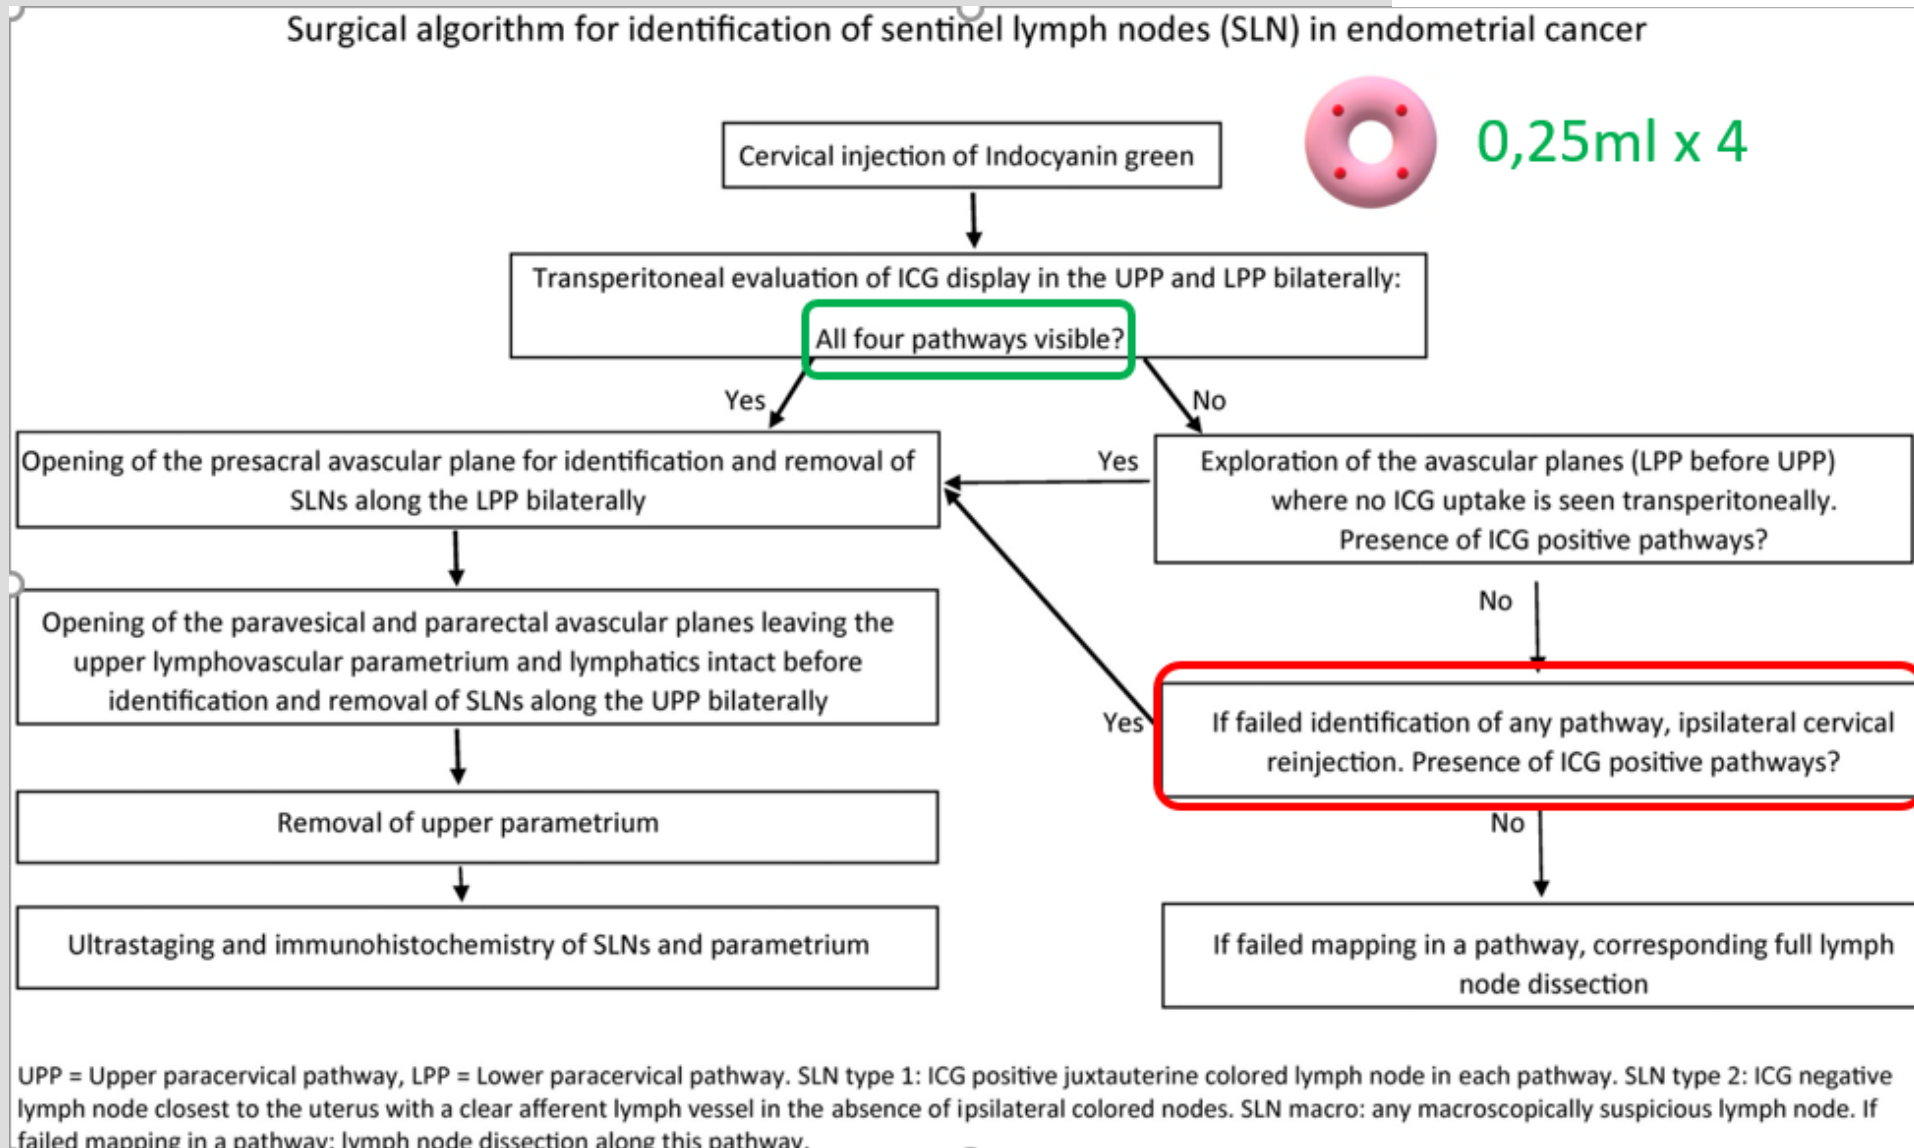 Surgical algorithm for identification of sentinel lymph nodes (SLN) in endometrial cancer
0,25ml x 4
Cervical injection of Indocyanin green
Transperitoneal evaluation of ICG display in the UPP and LPP bilaterally:
All four pathways visible?
Yes
No
Opening of the presacral avascular plane for identification and removal of
SLNs along the LPP bilaterally
Yes
Exploration of the avascular planes (LPP before UPP)
where no ICG uptake is seen transperitoneally.
Presence of ICG positive pathways?
No
Opening of the paravesical and pararectal avascular planes leaving the
upper lymphovascular parametrium and lymphatics intact before
identification and removal of SLNs along the UPP bilaterally
Yes
If failed identification of any pathway, ipsilateral cervical
reinjection. Presence of ICG positive pathways?
No
Removal of upper parametrium
Ultrastaging and immunohistochemistry of SLNs and parametrium
If failed mapping in a pathway, corresponding full lymph
node dissection
UPP = Upper paracervical pathway, LPP = Lower paracervical pathway. SLN type 1: ICG positive juxtauterine colored lymph node in each pathway. SLN type 2: ICG negative
lymph node closest to the uterus with a clear afferent lymph vessel in the absence of ipsilateral colored nodes. SLN macro: any macroscopically suspicious lymph node. If
failed mapping in a pathway: lymph node dissection along this pathway.